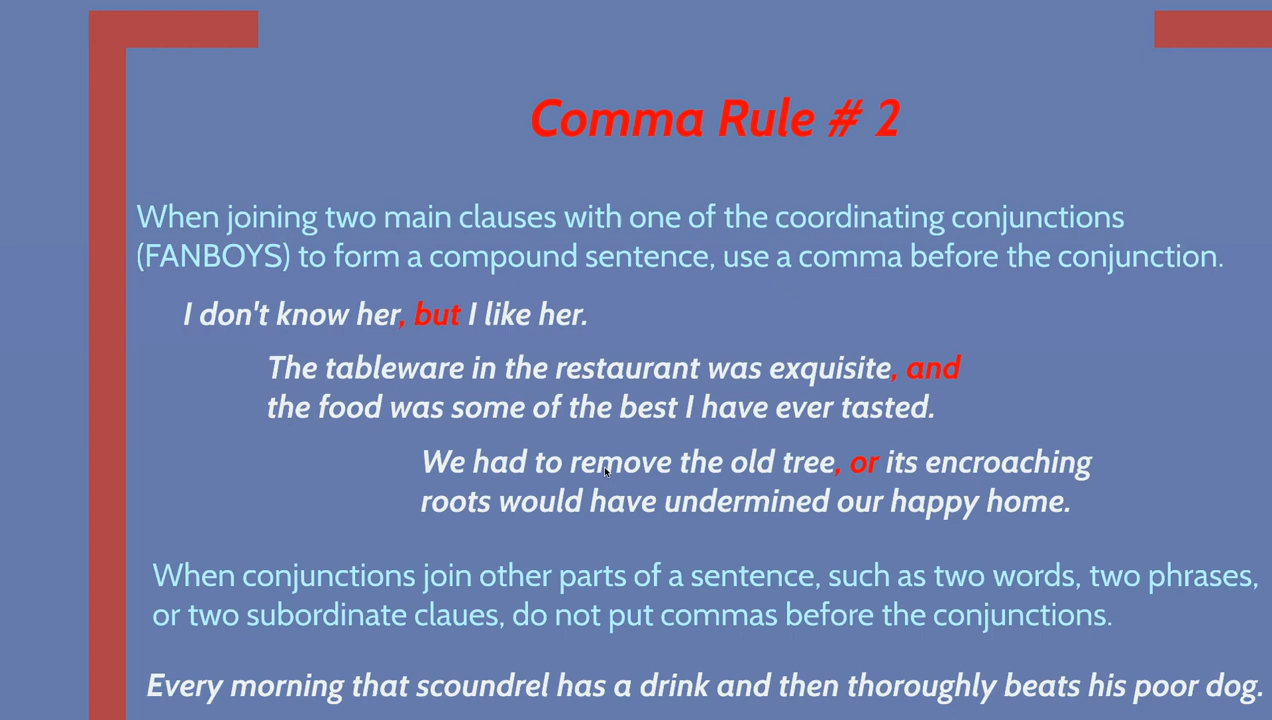 Comma Rule # 2
When joining two main clauses with one of the coordinating conjunctions
(FANBOYS) to form a compound sentence, use a comma before the conjunction.
I don't know her, but I like her.
The tableware in the restaurant was exquisite, and
the food was some of the best I have ever tasted.
We had to remove the old tree, or its encroaching
roots would have undermined our happy home.
When conjunctions join other parts of a sentence, such as two words, two phrases,
or two subordinate claues, do not put commas before the conjunctions.
Every morning that scoundrel has a drink and then thoroughly beats his poor dog.